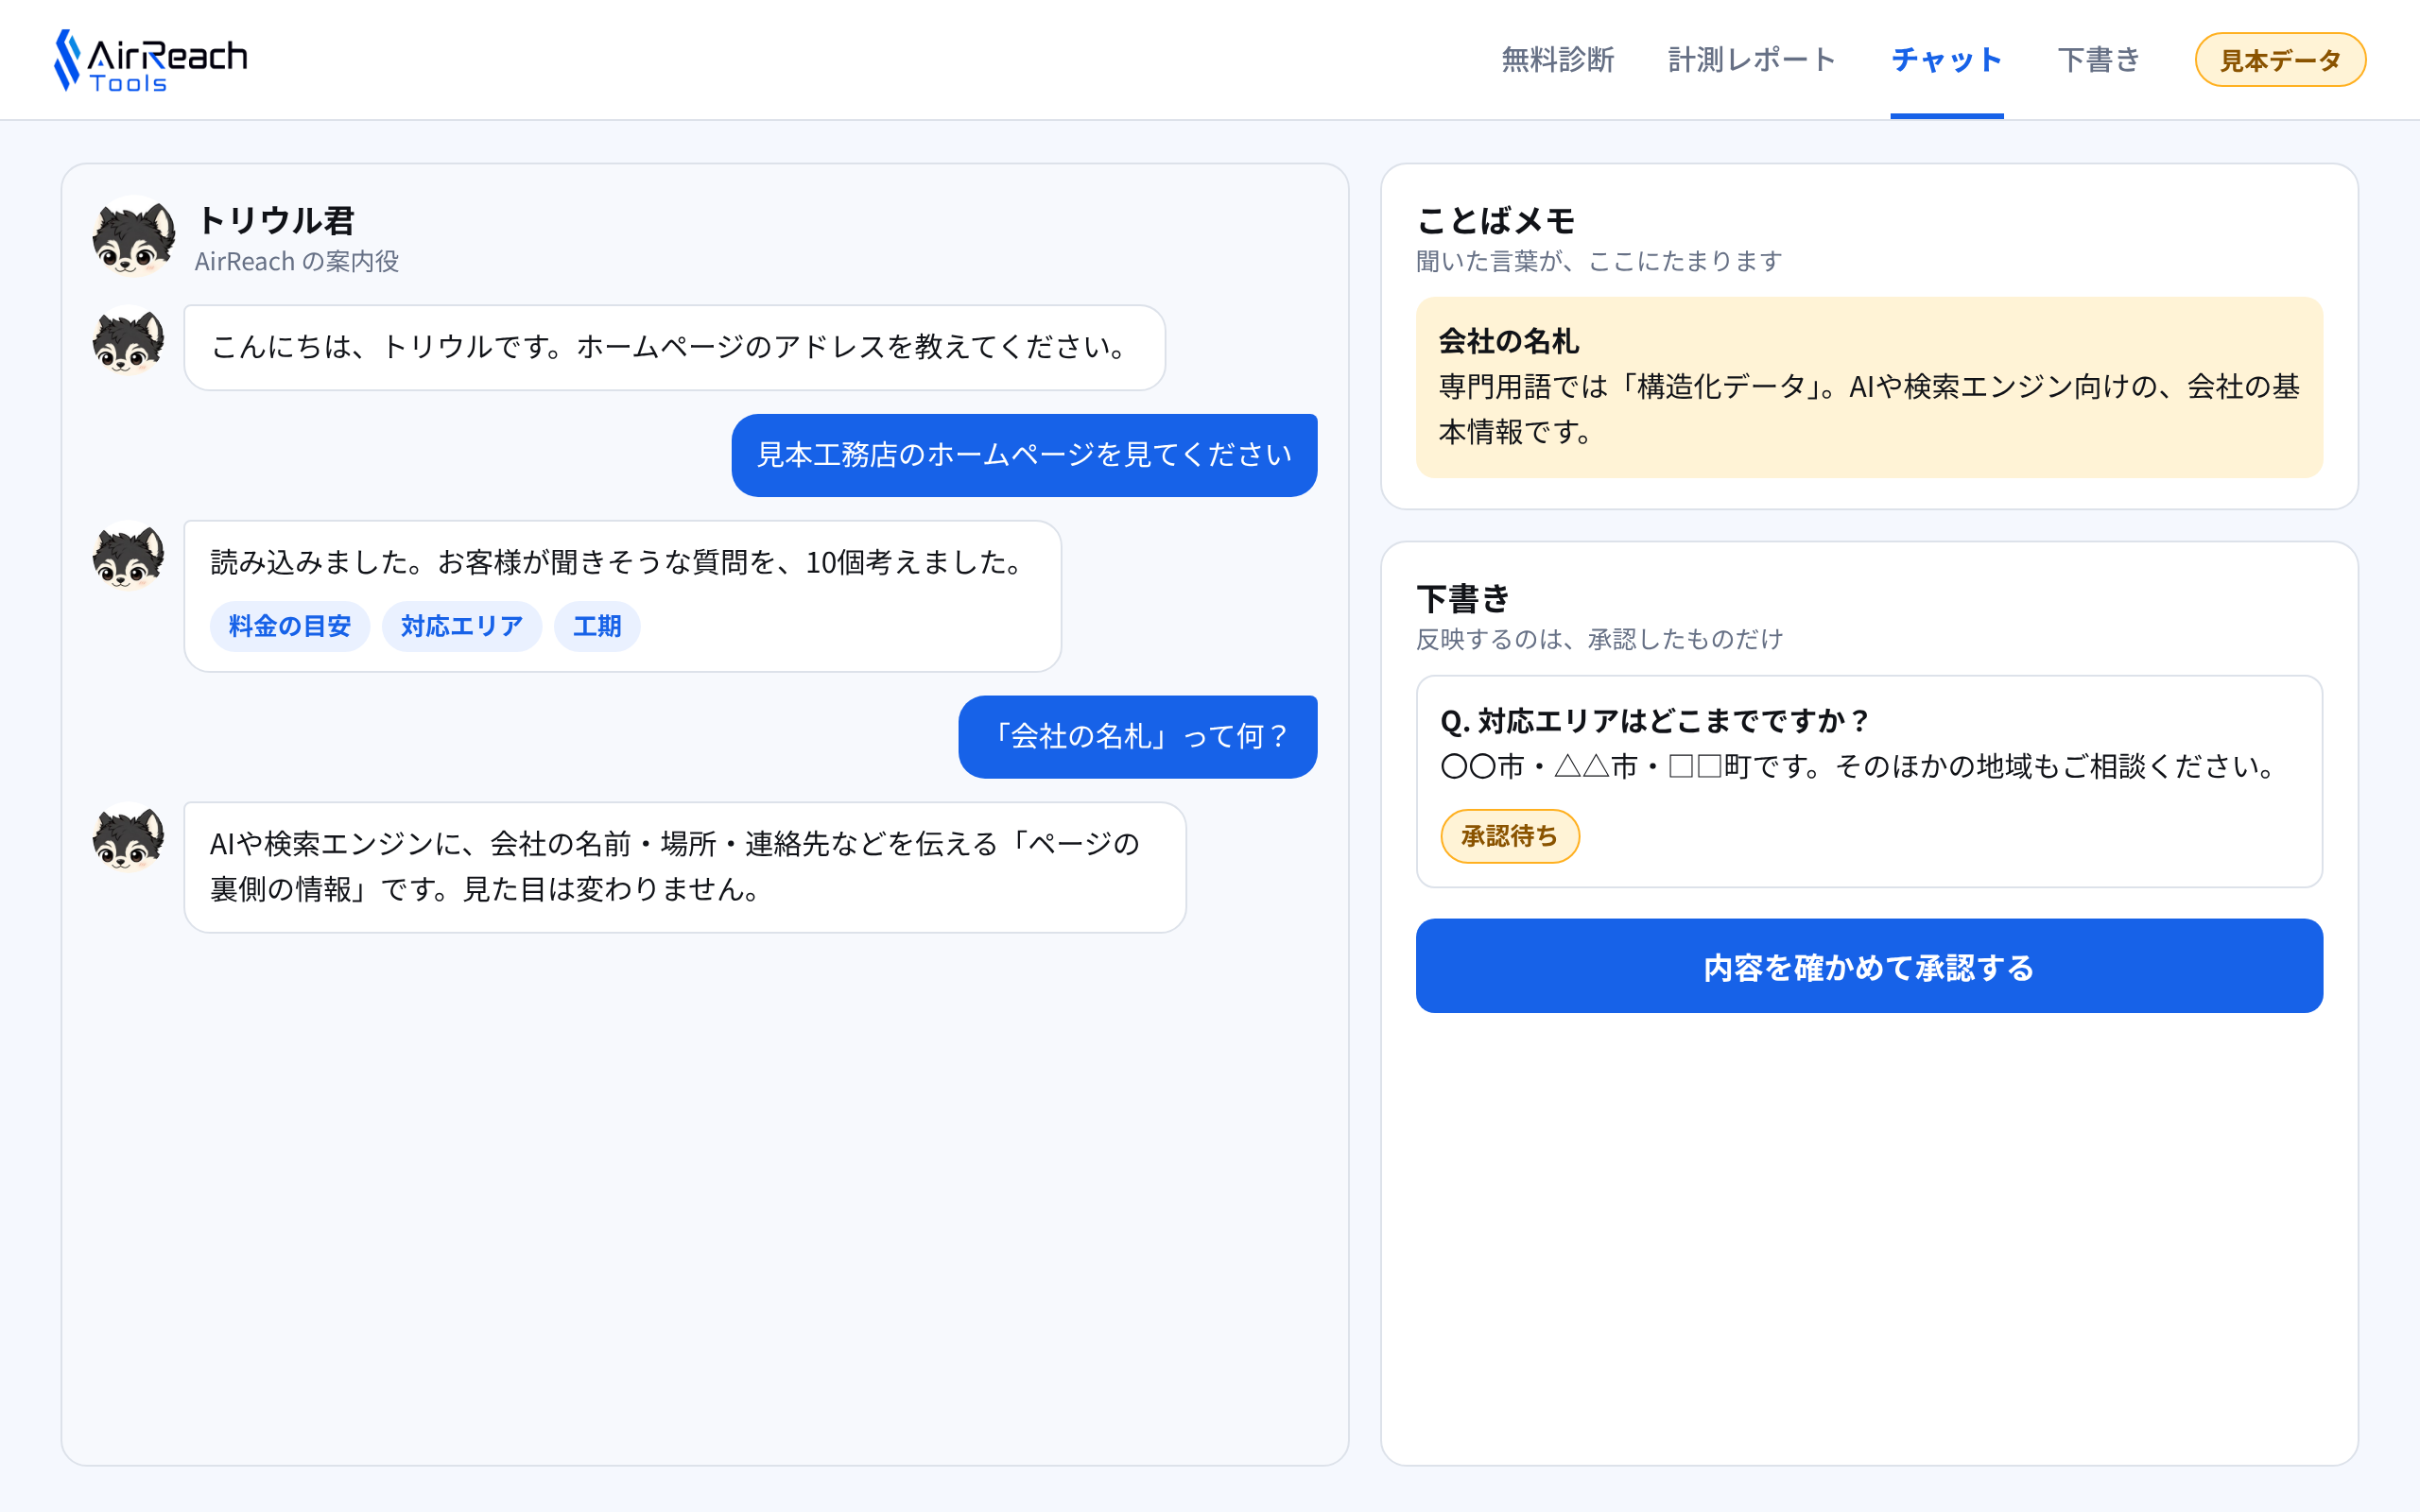 AirReach
Tools
無料診断
計測レポート
チャット
下書き
見本データ
トリウル君
AirReach の案内役
こんにちは、トリウルです。ホームページのアドレスを教えてください。
見本工務店のホームページを見てください
読み込みました。お客様が聞きそうな質問を、10個考えました。
料金の目安
対応エリア
工期
「会社の名札」って何？
AIや検索エンジンに、会社の名前・場所・連絡先などを伝える「ページの
裏側の情報」です。見た目は変わりません。
ことばメモ
聞いた言葉が、ここにたまります
会社の名札
専門用語では「構造化データ」。AIや検索エンジン向けの、会社の基
本情報です。
下書き
反映するのは、承認したものだけ
Q. 対応エリアはどこまでですか？
〇〇市・△△市・□□町です。そのほかの地域もご相談ください。
承認待ち
内容を確かめて承認する